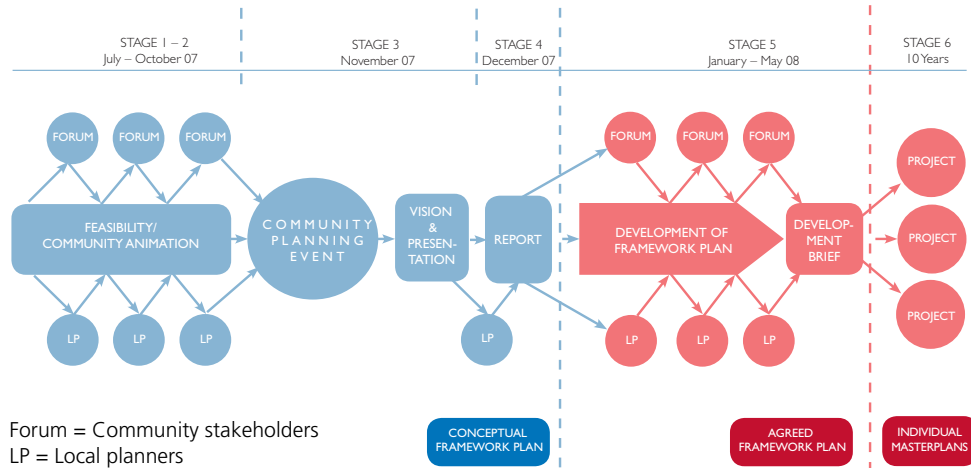 STAGE 1 – 2
July – October 07
STAGE 3
November 07
STAGE 4
December 07
STAGE 5
January – May 08
STAGE 6
10 Years
FORUM
FORUM
FORUM
FORUM
FORUM
FORUM
PROJECT
FEASIBILITY/
COMMUNITY ANIMATION
COMMUNITY
PLANNING
EVENT
VISION
&
PRESEN-
TATION
REPORT
DEVELOPMENT OF
FRAMEWORK PLAN
DEVELOP-
MENT
BRIEF
PROJECT
LP
LP
LP
LP
LP
LP
LP
PROJECT
Forum = Community stakeholders
LP = Local planners
CONCEPTUAL
FRAMEWORK PLAN
AGREED
FRAMEWORK PLAN
INDIVIDUAL
MASTERPLANS